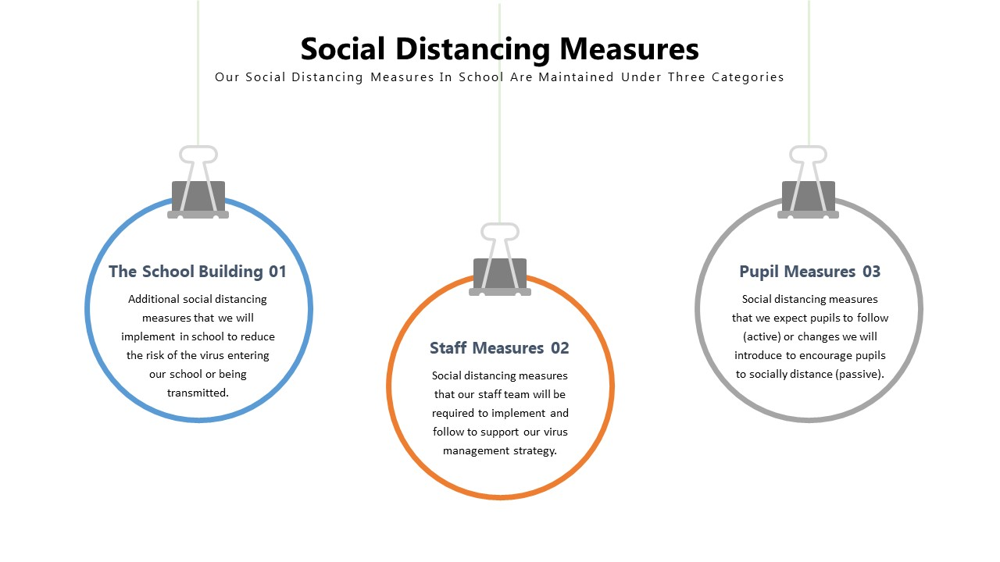 Social Distancing Measures
Our Social Distancing Measures In School Are Maintained Under Three Categories
The School Building 01
Additional social distancing
measures that we will
implement in school to reduce
the risk of the virus entering
our school or being
transmitted.
Staff Measures 02
Social distancing measures
that our staff team will be
required to implement and
follow to support our virus
management strategy.
Pupil Measures 03
Social distancing measures
that we expect pupils to follow
(active) or changes we will
introduce to encourage pupils
to socially distance (passive).